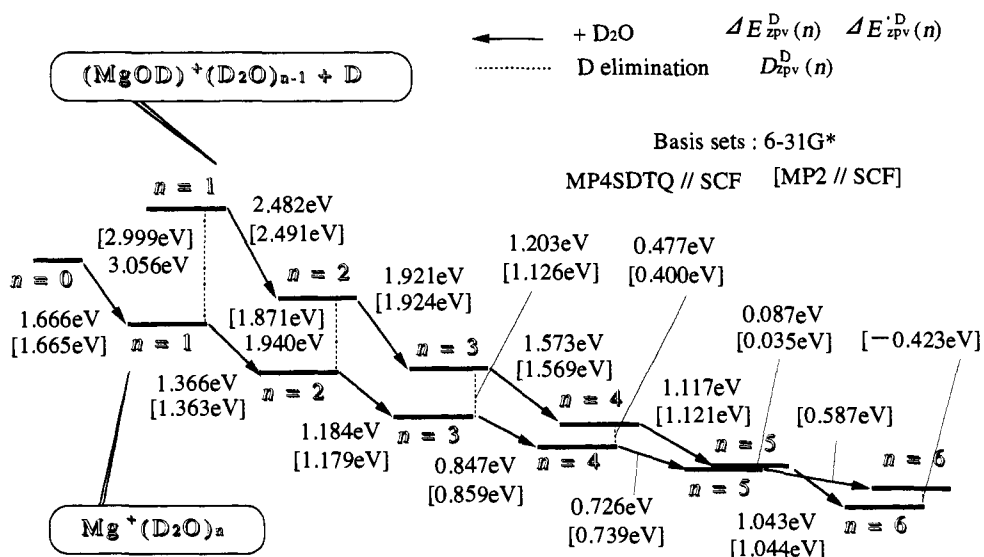 + D2O ΔE^D_zpv(n) ΔE'^D_zpv(n)
D elimination D^D_zpv(n)
(MgOD)+(D2O)n-1 + D
Basis sets : 6-31G*
MP4SDTQ // SCF [MP2 // SCF]
n = 1
2.482eV
[2.491eV]
[2.999eV]
3.056eV
n = 0
1.666eV
[1.665eV]
n = 1
n = 2
[1.871eV]
1.940eV
1.921eV
[1.924eV]
1.203eV
[1.126eV]
0.477eV
[0.400eV]
1.366eV
[1.363eV]
n = 2
n = 3
1.573eV
[1.569eV]
0.087eV
[0.035eV]
[−0.423eV]
1.184eV
[1.179eV]
n = 3
n = 4
1.117eV
[1.121eV]
[0.587eV]
0.847eV
[0.859eV]
n = 4
n = 5
n = 5
n = 6
0.726eV
[0.739eV]
1.043eV
[1.044eV]
n = 6
Mg+(D2O)n